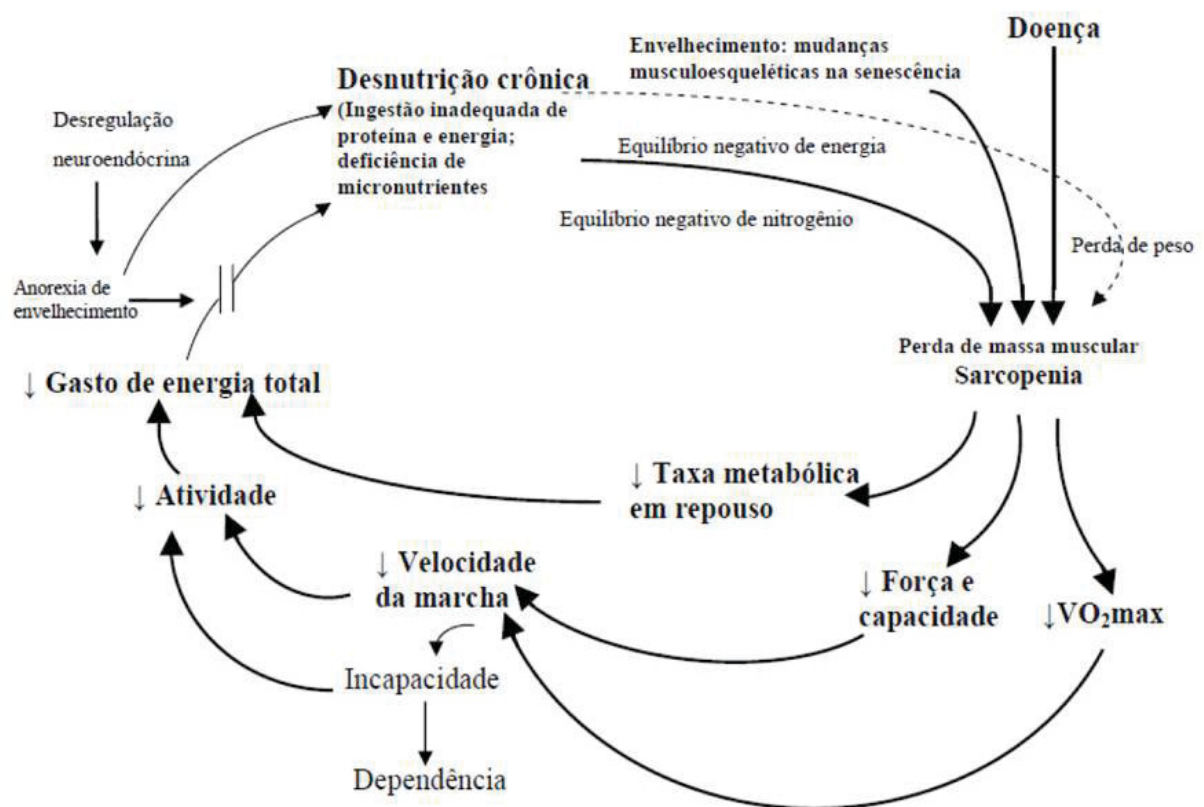 Doença
Envelhecimento: mudanças
musculoesqueléticas na senescência
Desnutrição crônica
(Ingestão inadequada de
proteína e energia;
deficiência de
micronutrientes
Desregulação
neuroendócrina
Equilíbrio negativo de energia
Equilíbrio negativo de nitrogênio
Perda de peso
Anorexia de
envelhecimento
Perda de massa muscular
Sarcopenia
↓ Gasto de energia total
↓ Taxa metabólica
em repouso
↓ Atividade
↓ Velocidade
da marcha
↓ Força e
capacidade
↓VO₂max
Incapacidade
Dependência